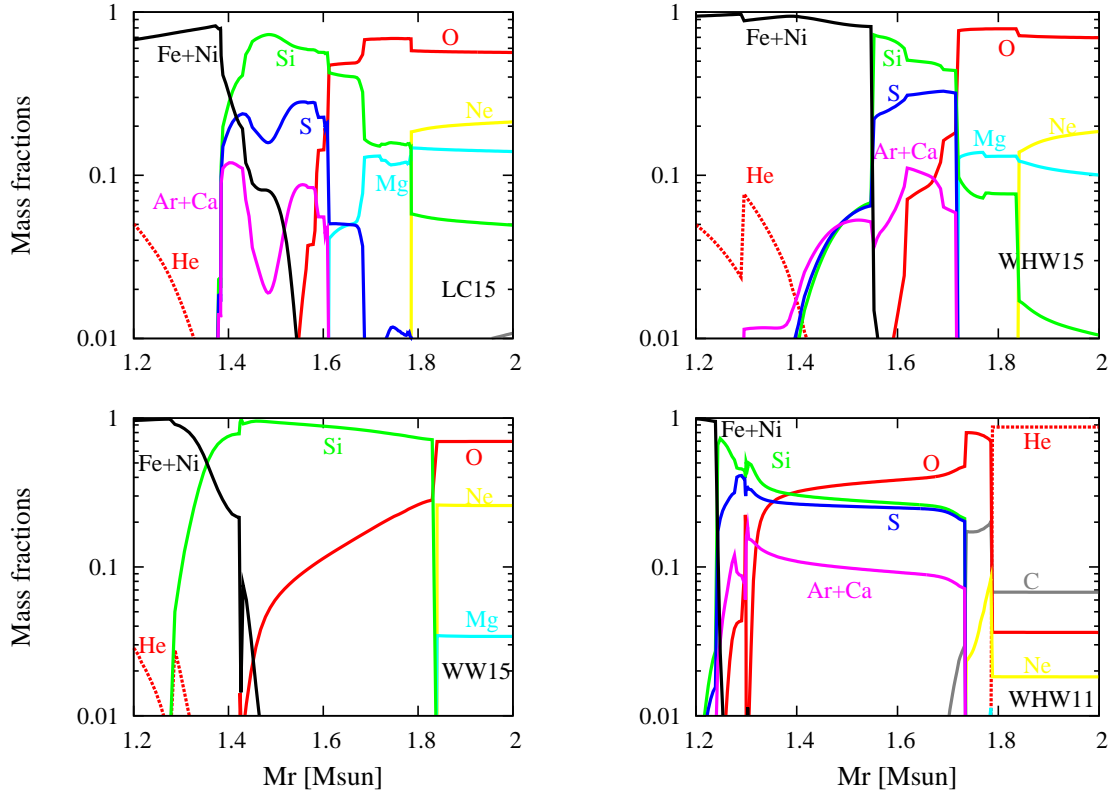 1
O
Fe+Ni
Si
Ne
S
0.1
Mg
Ar+Ca
He
LC15
0.01
1.2 1.4 1.6 1.8 2
Mass fractions
1
Fe+Ni
O
Si
S
Ne
Ar+Ca
Mg
0.1
He
WHW15
0.01
1.2 1.4 1.6 1.8 2
1
Si
O
Fe+Ni
Ne
0.1
Mg
He
WW15
0.01
1.2 1.4 1.6 1.8 2
Mr [Msun]
Mass fractions
1
Fe+Ni
He
Si
O
S
0.1
Ar+Ca
C
Ne
WHW11
0.01
1.2 1.4 1.6 1.8 2
Mr [Msun]